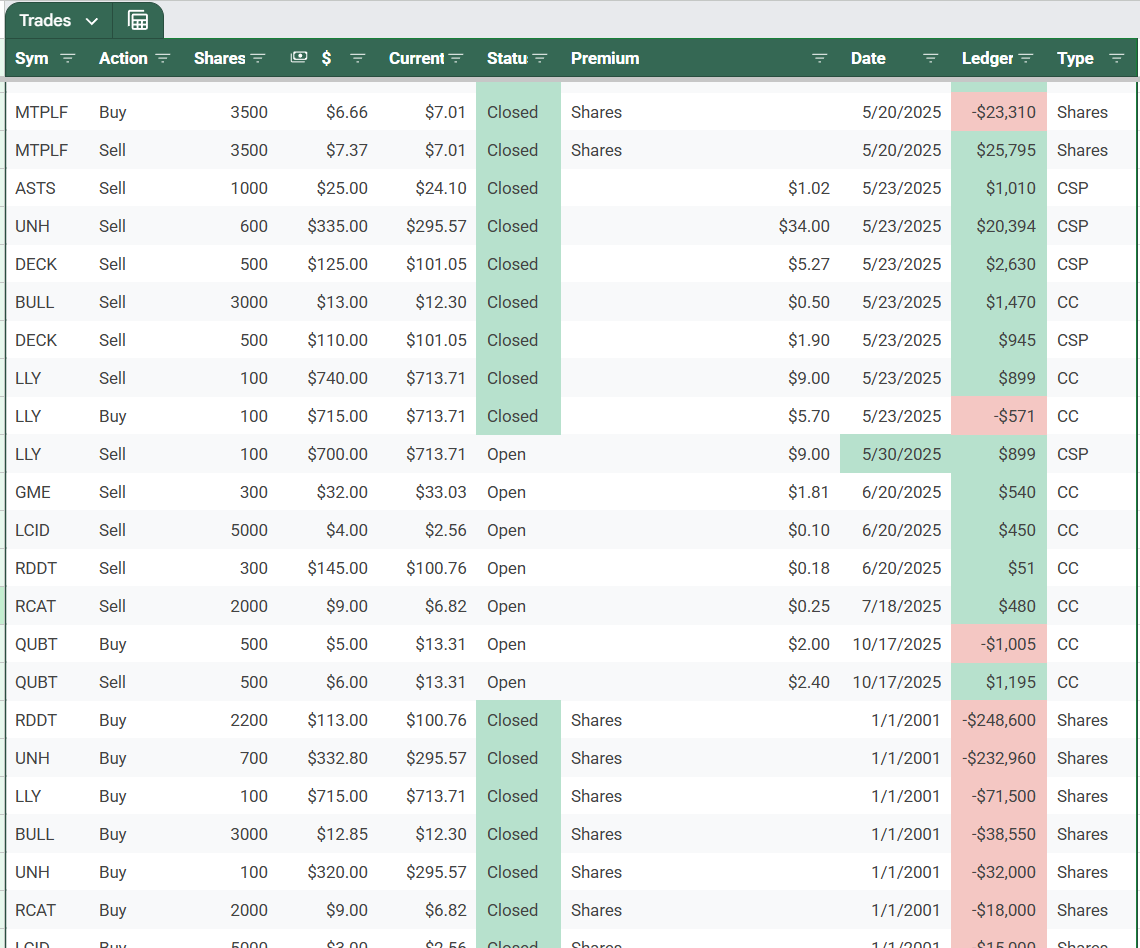 Trades
Sym Action Shares $ Current Statu Premium Date Ledger Type
MTPLF Buy 3500 $6.66 $7.01 Closed Shares 5/20/2025 -$23,310 Shares
MTPLF Sell 3500 $7.37 $7.01 Closed Shares 5/20/2025 $25,795 Shares
ASTS Sell 1000 $25.00 $24.10 Closed $1.02 5/23/2025 $1,010 CSP
UNH Sell 600 $335.00 $295.57 Closed $34.00 5/23/2025 $20,394 CSP
DECK Sell 500 $125.00 $101.05 Closed $5.27 5/23/2025 $2,630 CSP
BULL Sell 3000 $13.00 $12.30 Closed $0.50 5/23/2025 $1,470 CC
DECK Sell 500 $110.00 $101.05 Closed $1.90 5/23/2025 $945 CSP
LLY Sell 100 $740.00 $713.71 Closed $9.00 5/23/2025 $899 CC
LLY Buy 100 $715.00 $713.71 Closed $5.70 5/23/2025 -$571 CC
LLY Sell 100 $700.00 $713.71 Open $9.00 5/30/2025 $899 CSP
GME Sell 300 $32.00 $33.03 Open $1.81 6/20/2025 $540 CC
LCID Sell 5000 $4.00 $2.56 Open $0.10 6/20/2025 $450 CC
RDDT Sell 300 $145.00 $100.76 Open $0.18 6/20/2025 $51 CC
RCAT Sell 2000 $9.00 $6.82 Open $0.25 7/18/2025 $480 CC
QUBT Buy 500 $5.00 $13.31 Open $2.00 10/17/2025 -$1,005 CC
QUBT Sell 500 $6.00 $13.31 Open $2.40 10/17/2025 $1,195 CC
RDDT Buy 2200 $113.00 $100.76 Closed Shares 1/1/2001 -$248,600 Shares
UNH Buy 700 $332.80 $295.57 Closed Shares 1/1/2001 -$232,960 Shares
LLY Buy 100 $715.00 $713.71 Closed Shares 1/1/2001 -$71,500 Shares
BULL Buy 3000 $12.85 $12.30 Closed Shares 1/1/2001 -$38,550 Shares
UNH Buy 100 $320.00 $295.57 Closed Shares 1/1/2001 -$32,000 Shares
RCAT Buy 2000 $9.00 $6.82 Closed Shares 1/1/2001 -$18,000 Shares
LCID Buy 5000 $3.00 $2.56 Closed Shares 1/1/2001 -$15,000 Shares